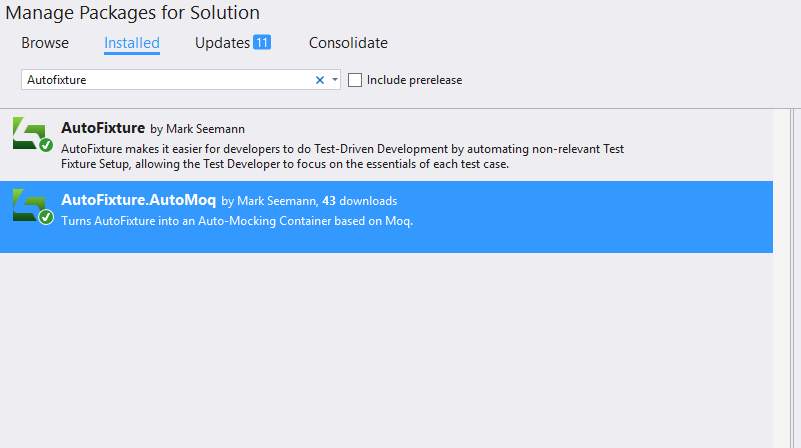 Manage Packages for Solution
Browse Installed Updates 11 Consolidate
Autofixture Include prerelease
AutoFixture by Mark Seemann
AutoFixture makes it easier for developers to do Test-Driven Development by automating non-relevant Test
Fixture Setup, allowing the Test Developer to focus on the essentials of each test case.
AutoFixture.AutoMoq by Mark Seemann, 43 downloads
Turns AutoFixture into an Auto-Mocking Container based on Moq.